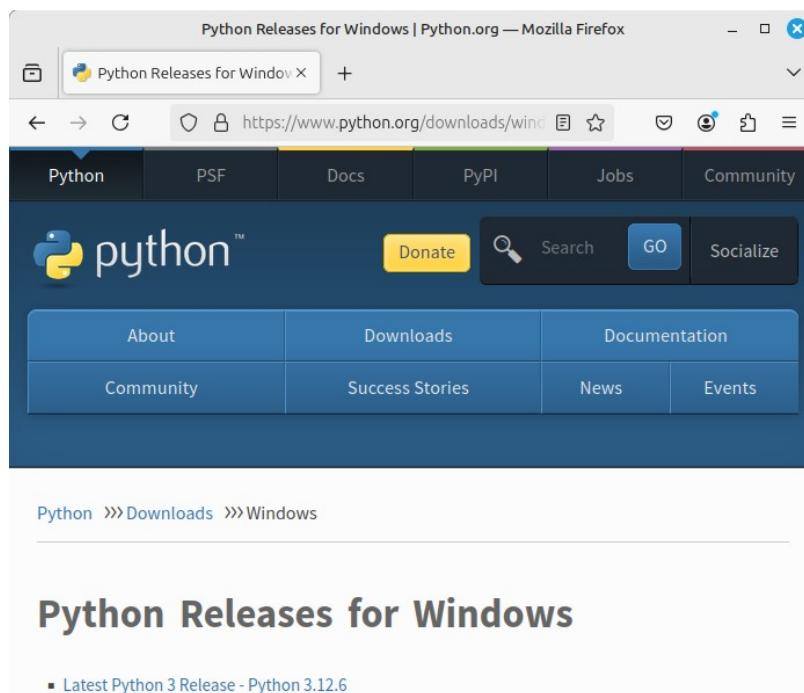 Python Releases for Windows | Python.org — Mozilla Firefox
Python Releases for Windov
https://www.python.org/downloads/wind
Python PSF Docs PyPI Jobs Community
python™ Donate Search GO Socialize
About Downloads Documentation
Community Success Stories News Events
Python >>> Downloads >>> Windows
Python Releases for Windows
▪ Latest Python 3 Release - Python 3.12.6